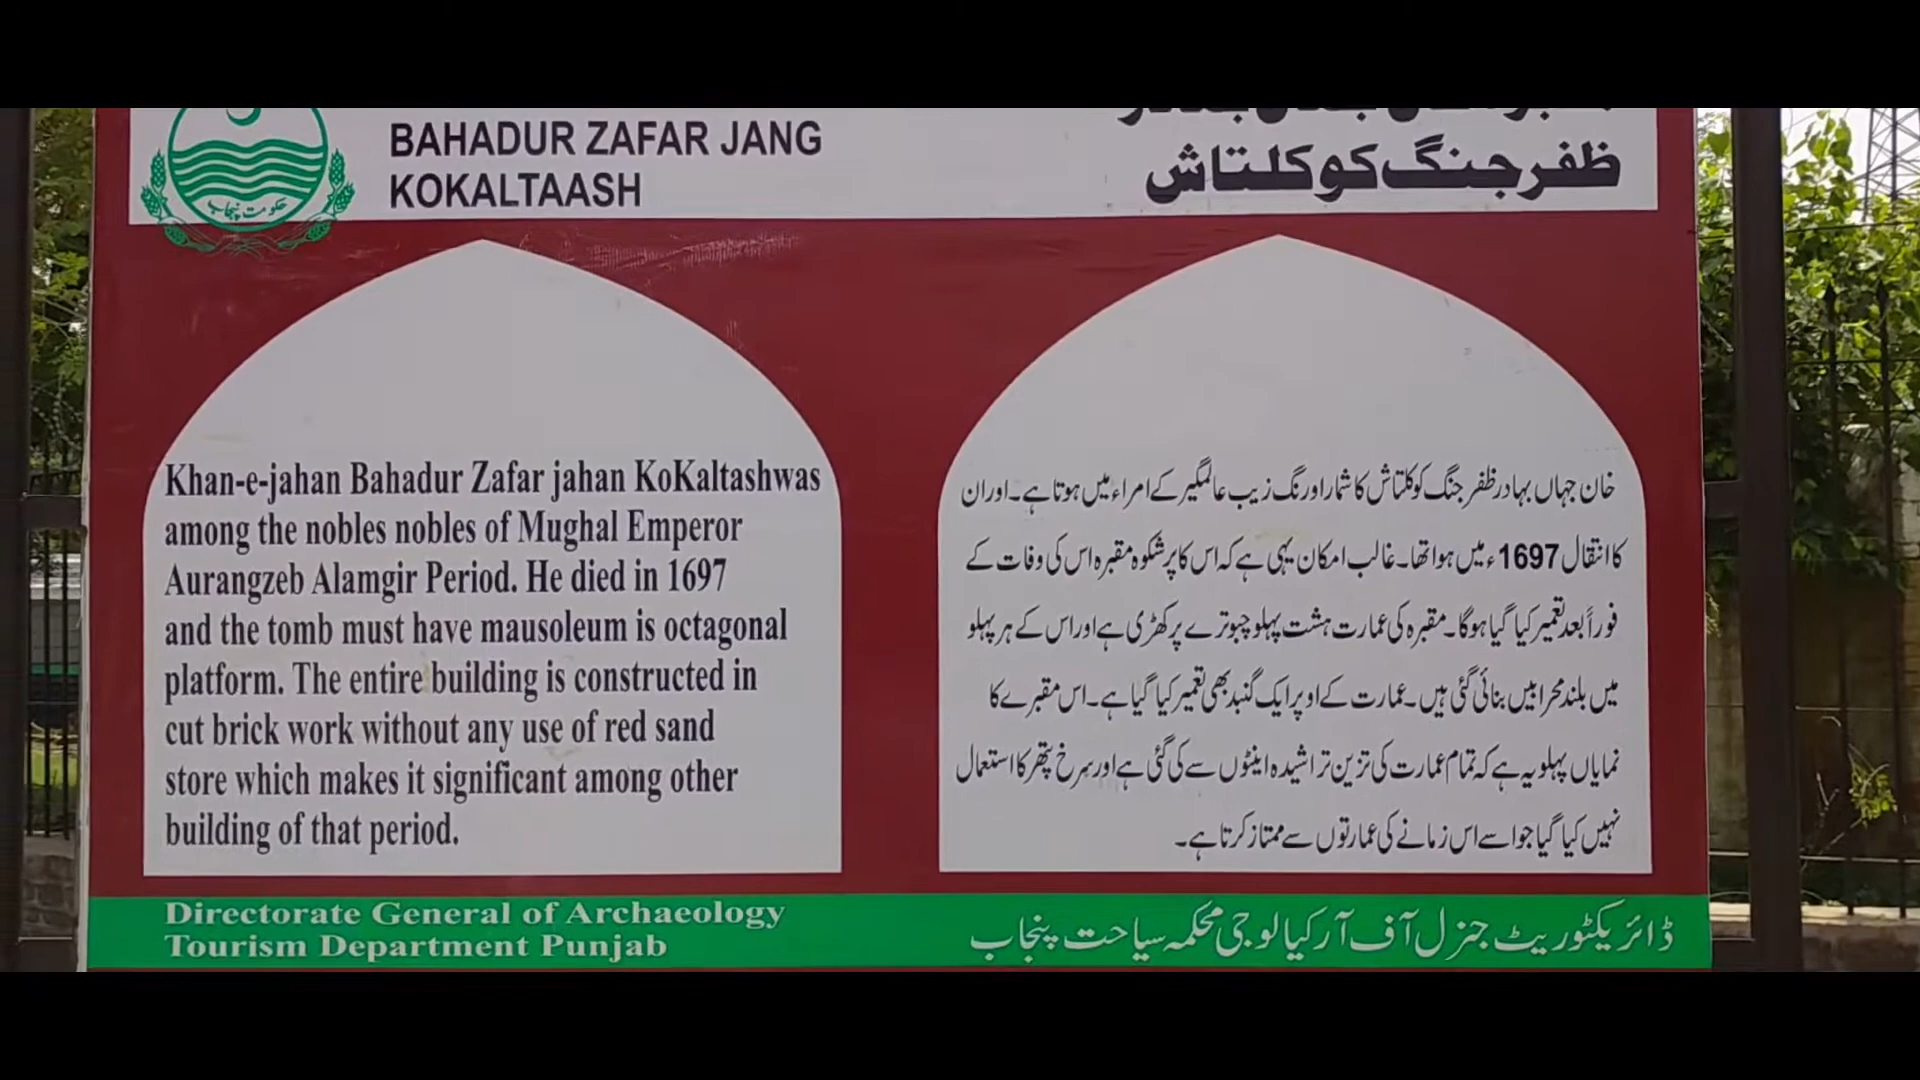 BAHADUR ZAFAR JANG
KOKALTAASH
ظفر جنگ کوکلتاش
حکومت پنجاب
Khan-e-jahan Bahadur Zafar jahan KoKaltashwas
among the nobles nobles of Mughal Emperor
Aurangzeb Alamgir Period. He died in 1697
and the tomb must have mausoleum is octagonal
platform. The entire building is constructed in
cut brick work without any use of red sand
store which makes it significant among other
building of that period.
خان جہاں بہادر ظفر جنگ کوکلتاش کا شمار اورنگ زیب عالمگیر کے امراء میں ہوتا ہے۔ اور ان
کا انتقال 1697ء میں ہوا تھا۔ غالب امکان یہی ہے کہ اس کا پرشکوہ مقبرہ اس کی وفات کے
فوراً بعد تعمیر کیا گیا ہوگا۔ مقبرہ کی عمارت ہشت پہلو چبوترے پر کھڑی ہے اور اس کے ہر پہلو
میں بلند محرابیں بنائی گئی ہیں۔ عمارت کے اوپر ایک گنبد بھی تعمیر کیا گیا ہے۔ اس مقبرے کا
نمایاں پہلو یہ ہے کہ تمام عمارت کی تزین تراشیدہ اینٹوں سے کی گئی ہے اور سرخ پتھر کا استعمال
نہیں کیا گیا جو اسے اس زمانے کی عمارتوں سے ممتاز کرتا ہے۔
Directorate General of Archaeology
Tourism Department Punjab
ڈائریکٹوریٹ جنرل آف آرکیالوجی محکمہ سیاحت پنجاب